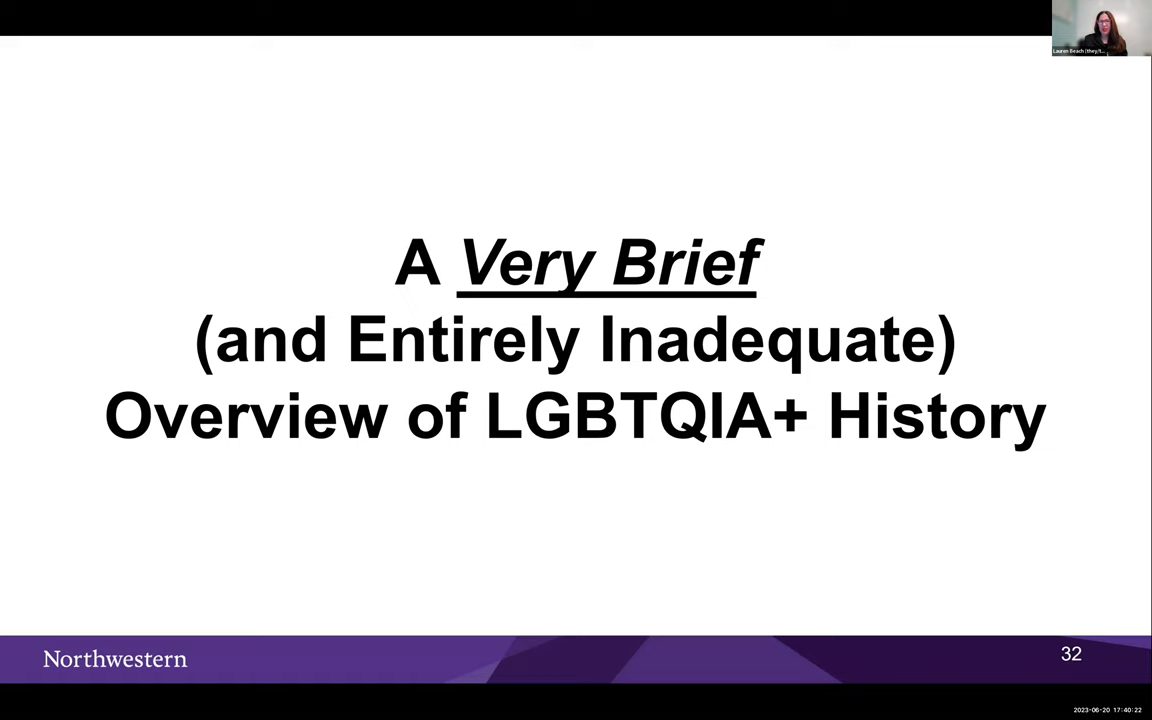 Lauren Beach (they/t...
A Very Brief
(and Entirely Inadequate)
Overview of LGBTQIA+ History
Northwestern
32
2023-06-20 17:40:22